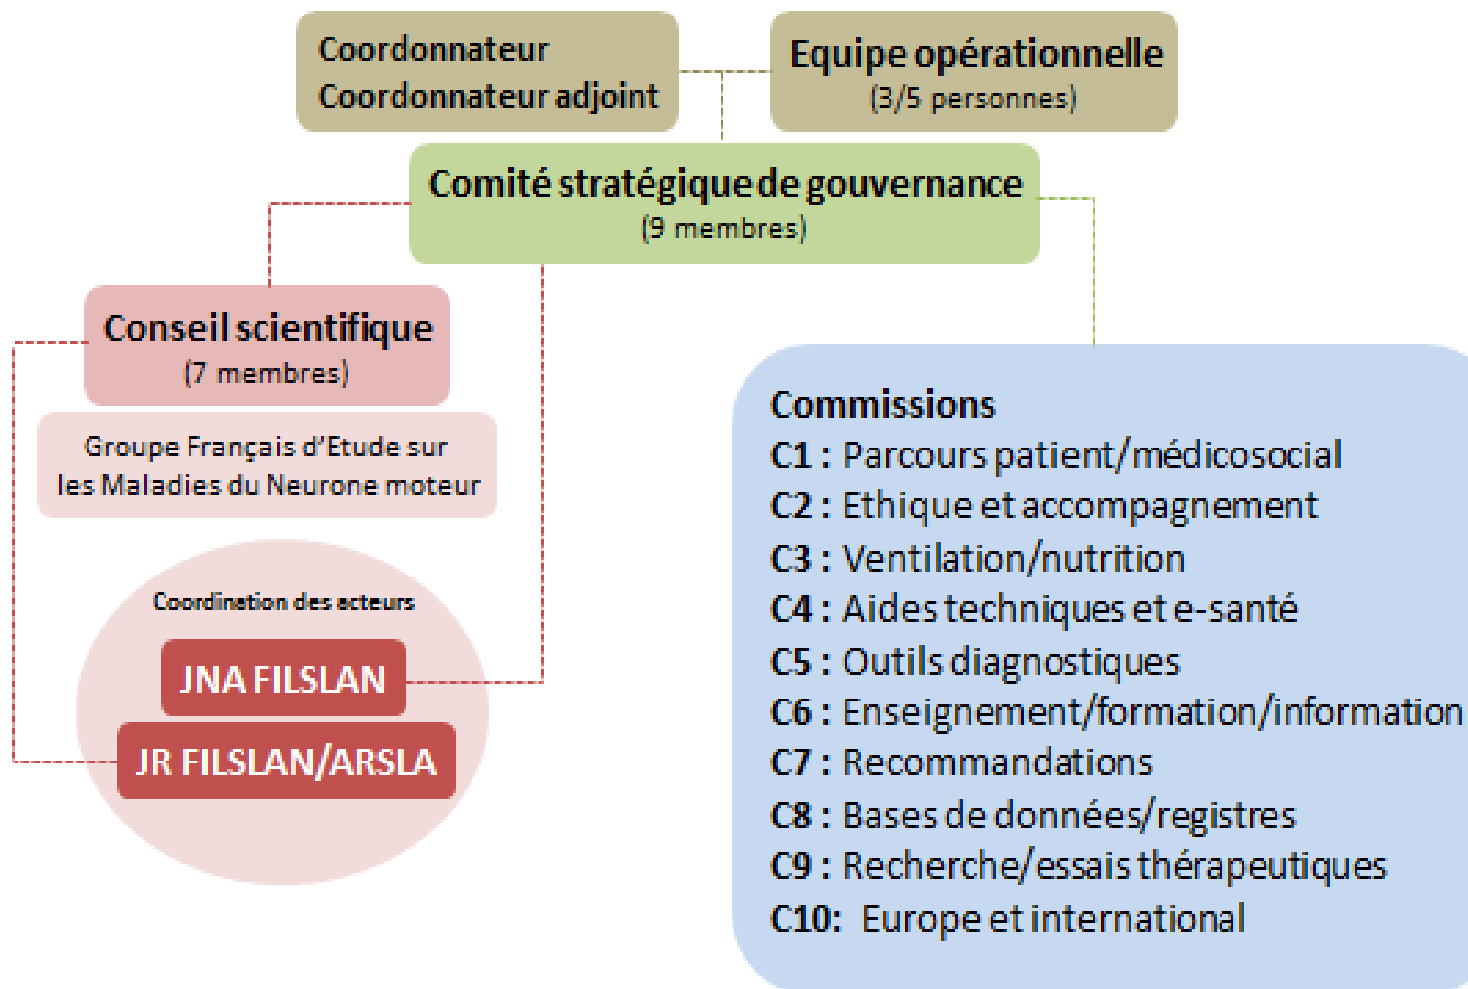 Coordonnateur
Coordonnateur adjoint
Equipe opérationnelle
(3/5 personnes)
Comité stratégique de gouvernance
(9 membres)
Conseil scientifique
(7 membres)
Groupe Français d'Etude sur
les Maladies du Neurone moteur
Coordination des acteurs
JNA FILSLAN
JR FILSLAN/ARSLA
Commissions
C1 : Parcours patient/médicosocial
C2 : Ethique et accompagnement
C3 : Ventilation/nutrition
C4 : Aides techniques et e-santé
C5 : Outils diagnostiques
C6 : Enseignement/formation/information
C7 : Recommandations
C8 : Bases de données/registres
C9 : Recherche/essais thérapeutiques
C10: Europe et international